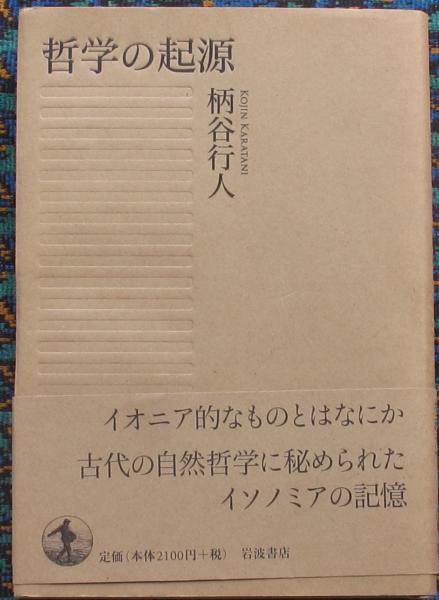 哲学の起源
柄谷行人
KOJIN KARATANI
イオニア的なものとはなにか
古代の自然哲学に秘められた
イソノミアの記憶
定価(本体2100円+税) 岩波書店